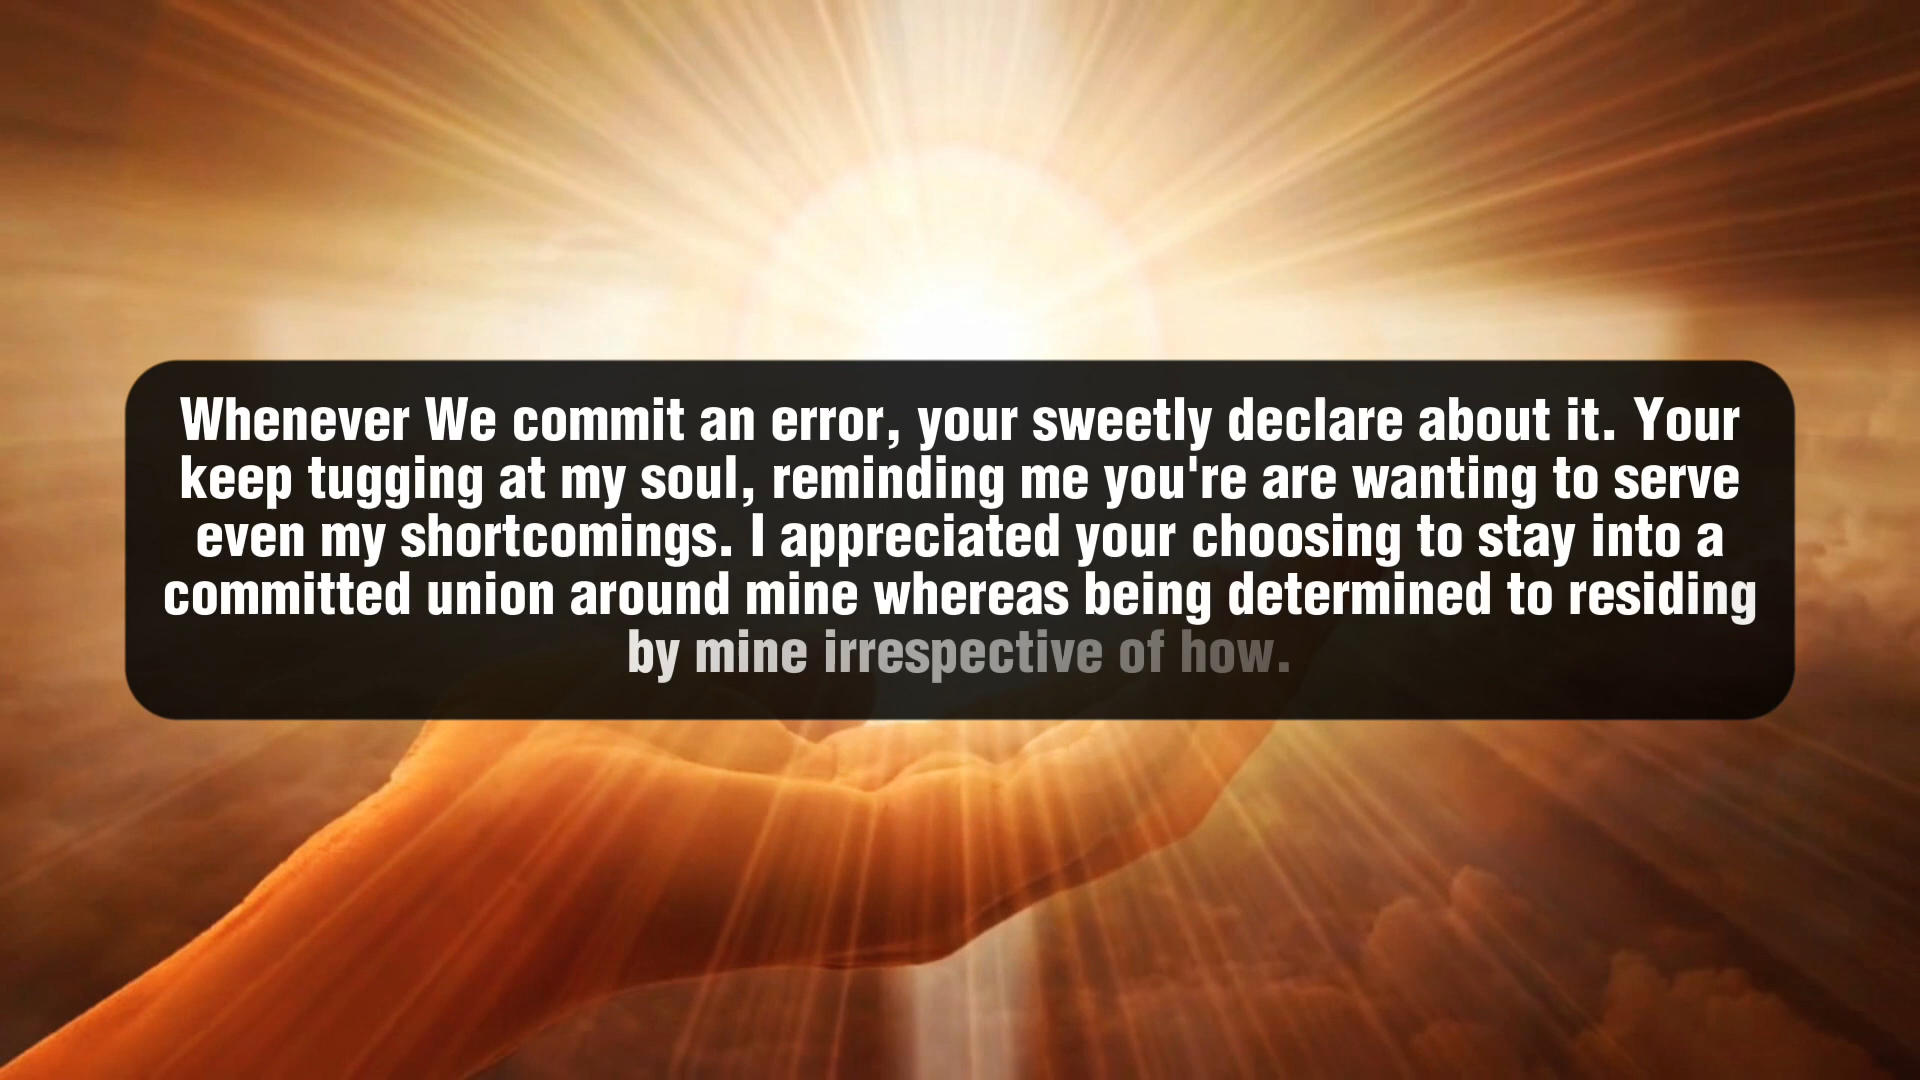 Whenever We commit an error, your sweetly declare about it. Your
keep tugging at my soul, reminding me you're are wanting to serve
even my shortcomings. I appreciated your choosing to stay into a
committed union around mine whereas being determined to residing
by mine irrespective of how.